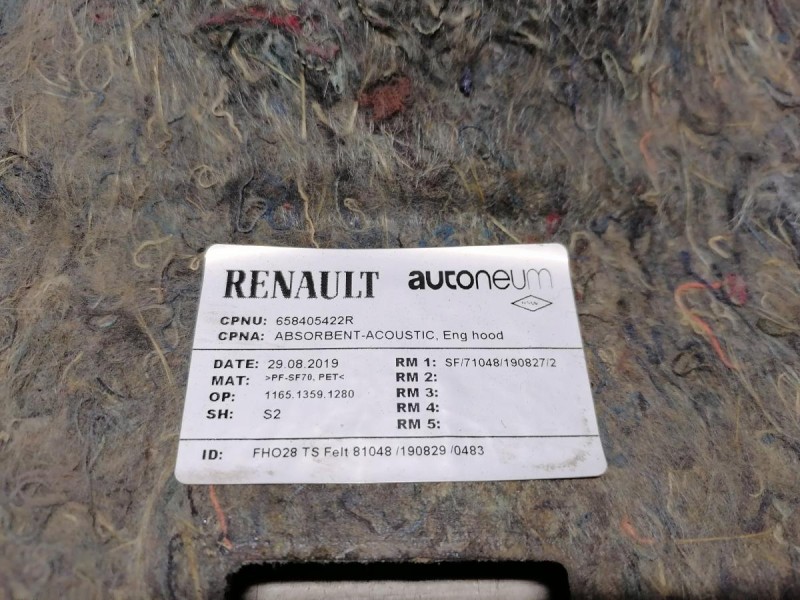 RENAULT autoneum
CPNU: 658405422R
CPNA: ABSORBENT-ACOUSTIC, Eng hood
DATE: 29.08.2019 RM 1: SF/71048/190827/2
MAT: >PF-SF70, PET< RM 2:
OP: 1165.1359.1280 RM 3:
SH: S2 RM 4:
RM 5:
ID: FHO28 TS Felt 81048 /190829 /0483